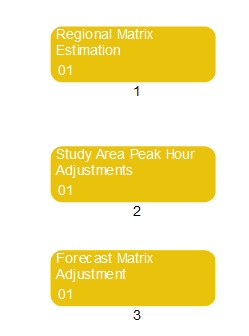 Regional Matrix
Estimation
01
1
Study Area Peak Hour
Adjustments
01
2
Forecast Matrix
Adjustment
01
3